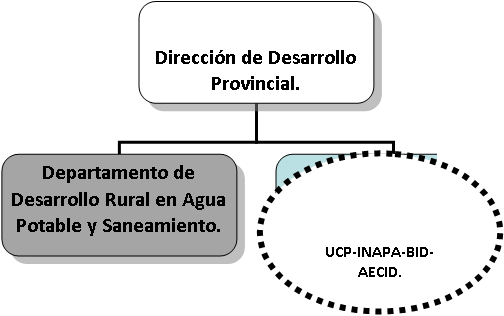 Dirección de Desarrollo
Provincial.
Departamento de
Desarrollo Rural en Agua
Potable y Saneamiento.
UCP-INAPA-BID-
AECID.